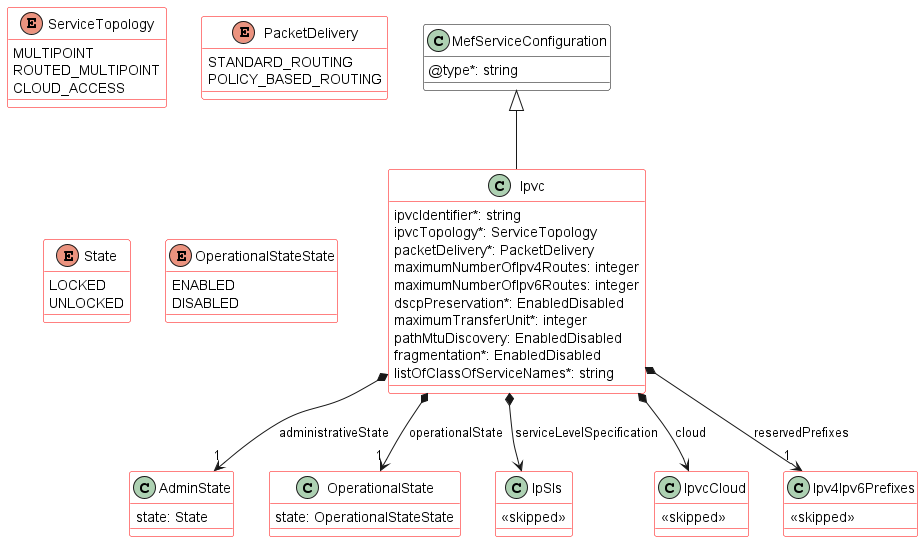 E ServiceTopology
MULTIPOINT
ROUTED_MULTIPOINT
CLOUD_ACCESS
E PacketDelivery
STANDARD_ROUTING
POLICY_BASED_ROUTING
C MefServiceConfiguration
@type*: string
C Ipvc
ipvcIdentifier*: string
ipvcTopology*: ServiceTopology
packetDelivery*: PacketDelivery
maximumNumberOfIpv4Routes: integer
maximumNumberOfIpv6Routes: integer
dscpPreservation*: EnabledDisabled
maximumTransferUnit*: integer
pathMtuDiscovery: EnabledDisabled
fragmentation*: EnabledDisabled
listOfClassOfServiceNames*: string
E State
LOCKED
UNLOCKED
E OperationalStateState
ENABLED
DISABLED
administrativeState
1
operationalState
1
serviceLevelSpecification
cloud
reservedPrefixes
1
C AdminState
state: State
C OperationalState
state: OperationalStateState
C IpSls
«skipped»
C IpvcCloud
«skipped»
C Ipv4Ipv6Prefixes
«skipped»